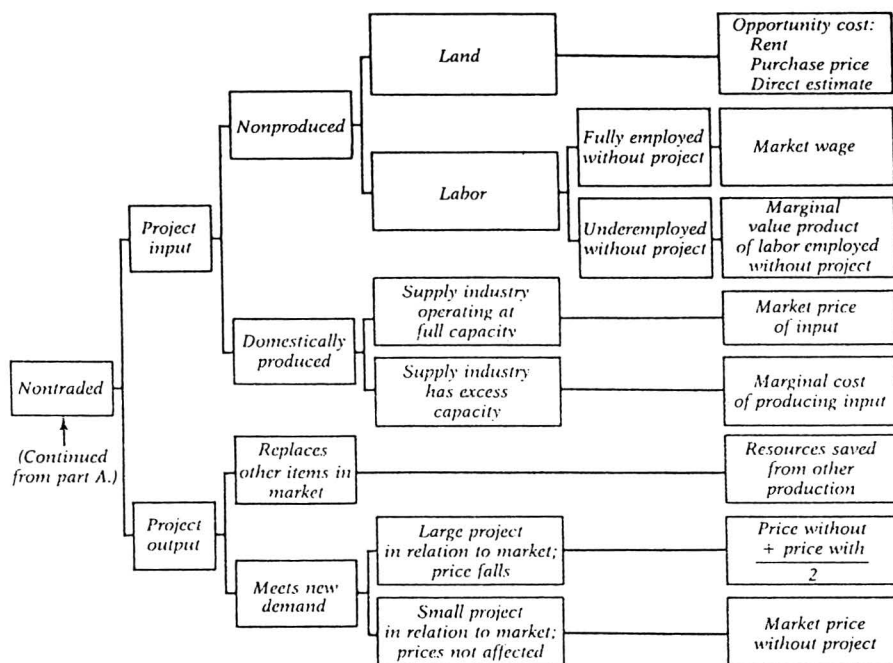 Land
Opportunity cost:
Rent
Purchase price
Direct estimate
Nonproduced
Fully employed
without project
Market wage
Labor
Project
input
Underemployed
without project
Marginal
value product
of labor employed
without project
Supply industry
operating at
full capacity
Market price
of input
Domestically
produced
Supply industry
has excess
capacity
Marginal cost
of producing input
Nontraded
(Continued
from part A.)
Replaces
other items in
market
Resources saved
from other
production
Project
output
Large project
in relation to market;
price falls
Price without
+ price with
2
Meets new
demand
Small project
in relation to market;
prices not affected
Market price
without project